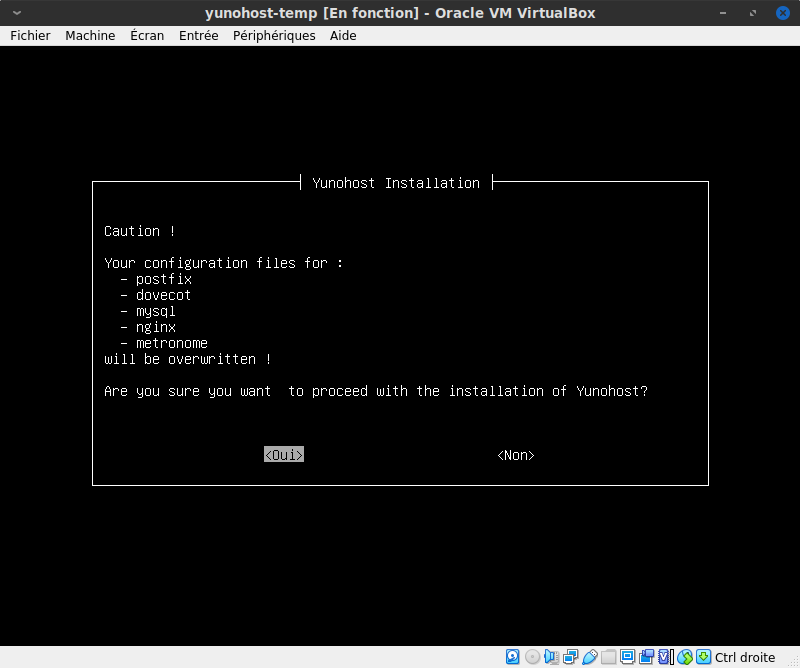 yunohost-temp [En fonction] - Oracle VM VirtualBox
Fichier Machine Écran Entrée Périphériques Aide
Yunohost Installation
Caution !
Your configuration files for :
- postfix
- dovecot
- mysql
- nginx
- metronome
will be overwritten !
Are you sure you want  to proceed with the installation of Yunohost?
<Oui> <Non>
Ctrl droite